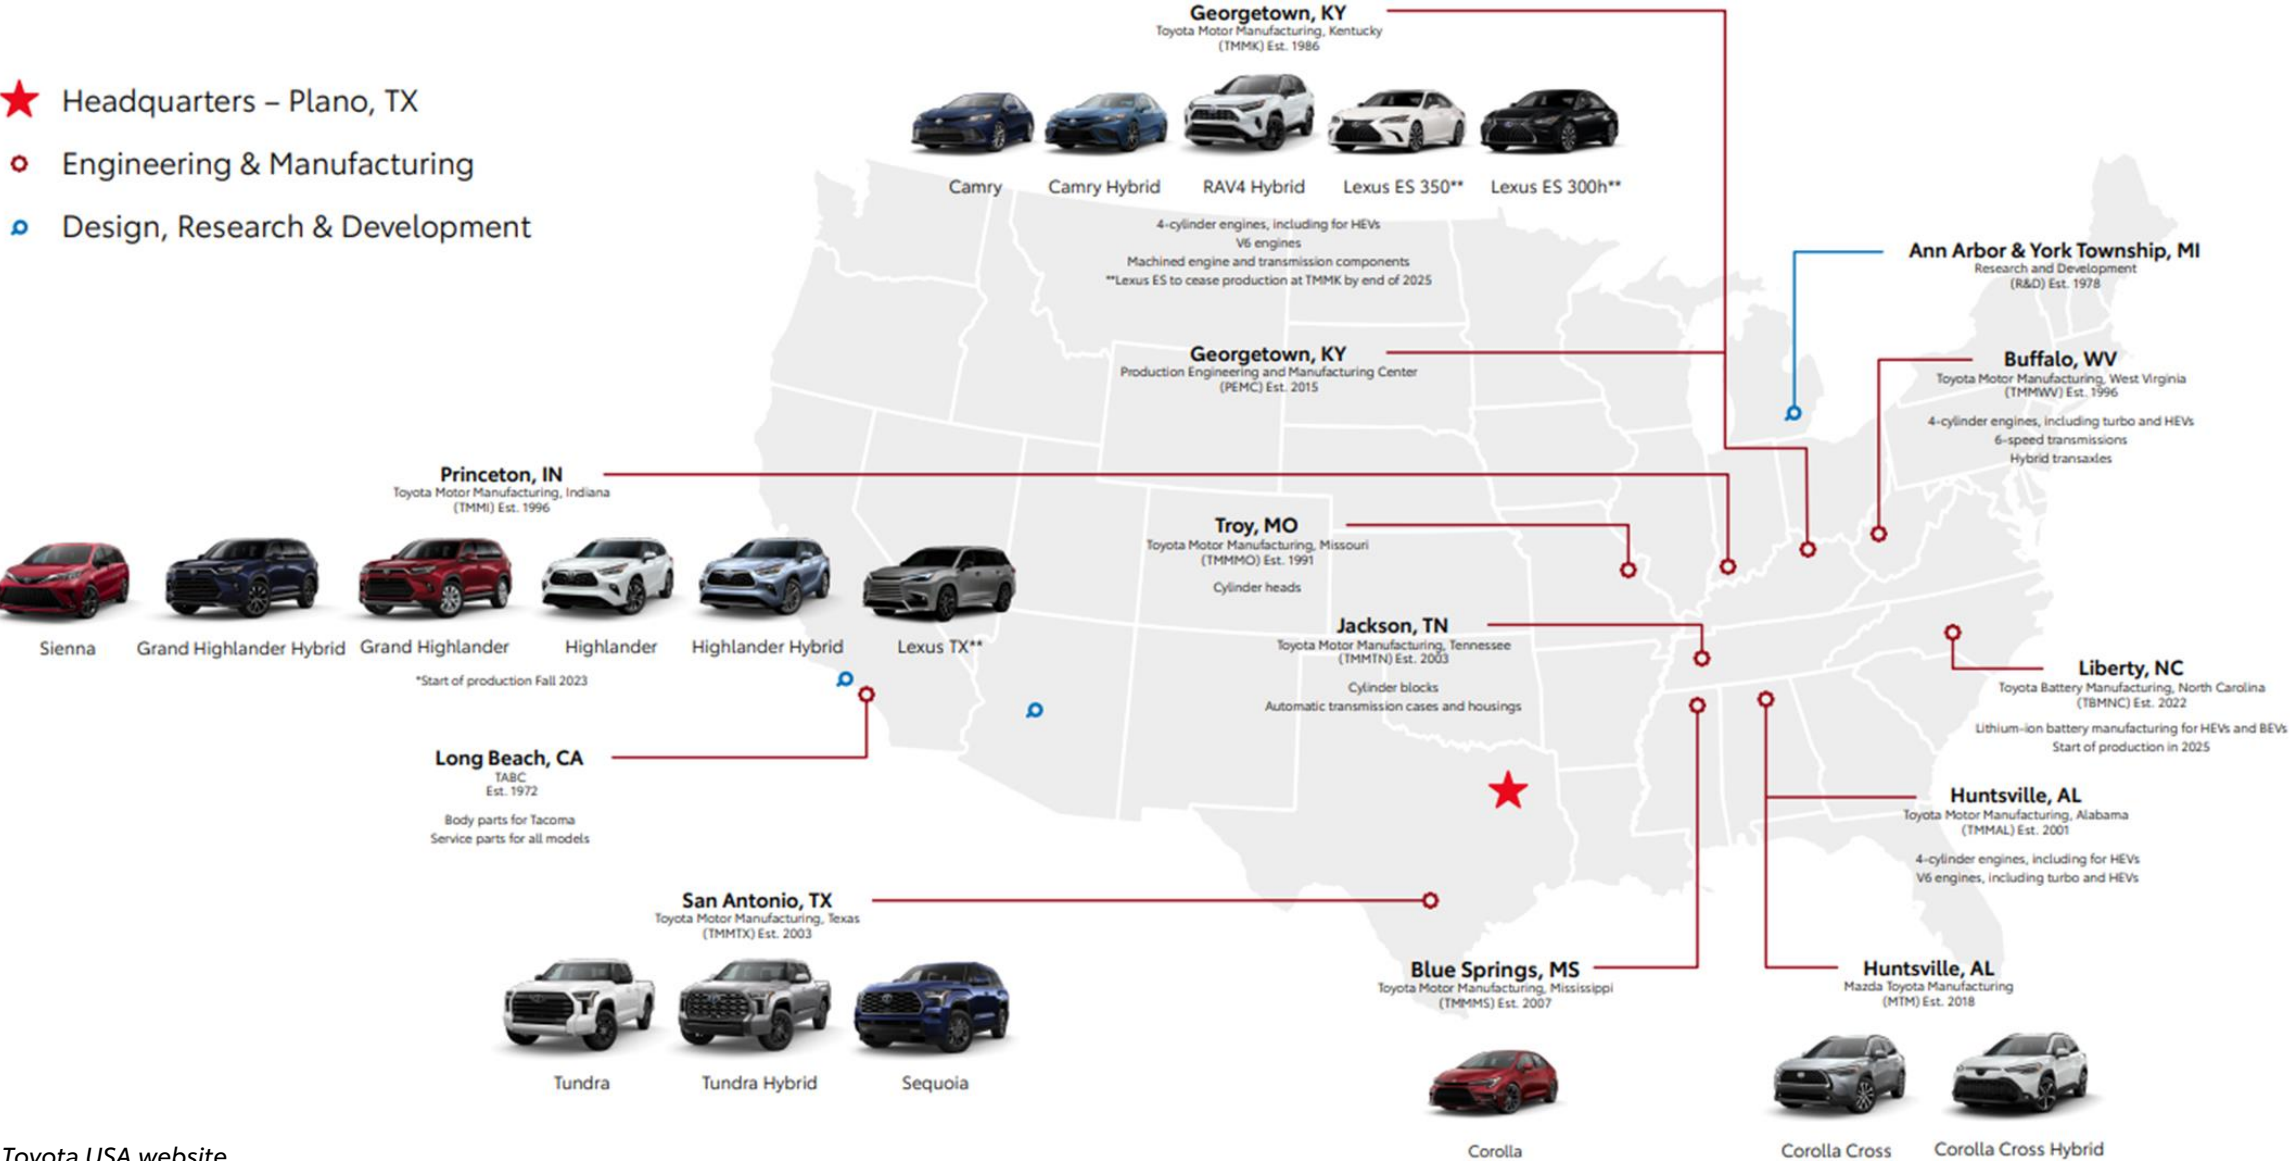 Headquarters – Plano, TX
Engineering & Manufacturing
Design, Research & Development
Georgetown, KY
Toyota Motor Manufacturing, Kentucky
(TMMK) Est. 1986
Camry
Camry Hybrid
RAV4 Hybrid
Lexus ES 350**
Lexus ES 300h**
4-cylinder engines, including for HEVs
V6 engines
Machined engine and transmission components
**Lexus ES to cease production at TMMK by end of 2025
Georgetown, KY
Production Engineering and Manufacturing Center
(PEMC) Est. 2015
Ann Arbor & York Township, MI
Research and Development
(R&D) Est. 1978
Buffalo, WV
Toyota Motor Manufacturing, West Virginia
(TMMWV) Est. 1996
4-cylinder engines, including turbo and HEVs
6-speed transmissions
Hybrid transaxles
Princeton, IN
Toyota Motor Manufacturing, Indiana
(TMMI) Est. 1996
Sienna
Grand Highlander Hybrid
Grand Highlander
Highlander
Highlander Hybrid
Lexus TX**
*Start of production Fall 2023
Troy, MO
Toyota Motor Manufacturing, Missouri
(TMMMO) Est. 1991
Cylinder heads
Jackson, TN
Toyota Motor Manufacturing, Tennessee
(TMMTN) Est. 2003
Cylinder blocks
Automatic transmission cases and housings
Liberty, NC
Toyota Battery Manufacturing, North Carolina
(TBMNC) Est. 2022
Lithium-ion battery manufacturing for HEVs and BEVs
Start of production in 2025
Long Beach, CA
TABC
Est. 1972
Body parts for Tacoma
Service parts for all models
Huntsville, AL
Toyota Motor Manufacturing, Alabama
(TMMAL) Est. 2001
4-cylinder engines, including for HEVs
V6 engines, including turbo and HEVs
San Antonio, TX
Toyota Motor Manufacturing, Texas
(TMMTX) Est. 2003
Tundra
Tundra Hybrid
Sequoia
Blue Springs, MS
Toyota Motor Manufacturing, Mississippi
(TMMMS) Est. 2007
Corolla
Huntsville, AL
Mazda Toyota Manufacturing
(MTM) Est. 2018
Corolla Cross
Corolla Cross Hybrid
Toyota USA website